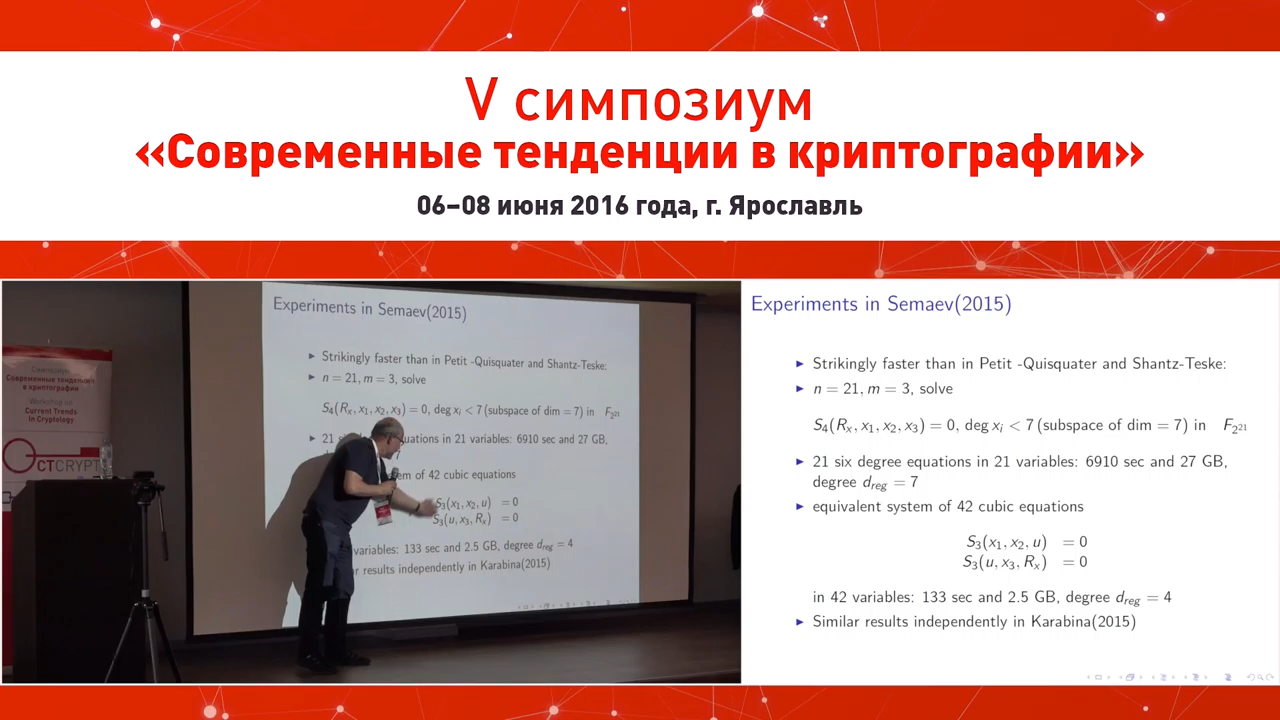 V симпозиум
«Современные тенденции в криптографии»
06–08 июня 2016 года, г. Ярославль
Симпозиум
Современные тенденции
в криптографии
Workshop on
Current Trends
in Cryptology
CTCRYPT
Experiments in Semaev(2015)
► Strikingly faster than in Petit -Quisquater and Shantz-Teske:
► n = 21, m = 3, solve
S₄(Rₓ, x₁, x₂, x₃) = 0, deg xᵢ < 7 (subspace of dim = 7) in F₂²¹
► 21 si equations in 21 variables: 6910 sec and 27 GB,
em of 42 cubic equations
S₃(x₁, x₂, u) = 0
S₃(u, x₃, Rₓ) = 0
variables: 133 sec and 2.5 GB, degree d_reg = 4
r results independently in Karabina(2015)
Experiments in Semaev(2015)
► Strikingly faster than in Petit -Quisquater and Shantz-Teske:
► n = 21, m = 3, solve
S₄(Rₓ, x₁, x₂, x₃) = 0, deg xᵢ < 7 (subspace of dim = 7) in F₂²¹
► 21 six degree equations in 21 variables: 6910 sec and 27 GB,
degree d_reg = 7
► equivalent system of 42 cubic equations
S₃(x₁, x₂, u) = 0
S₃(u, x₃, Rₓ) = 0
in 42 variables: 133 sec and 2.5 GB, degree d_reg = 4
► Similar results independently in Karabina(2015)